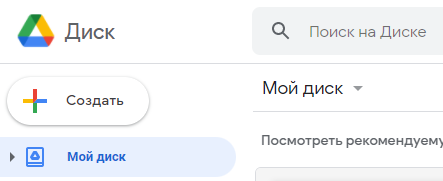 Диск
Поиск на Диске
Создать
Мой диск
Мой диск
Посмотреть рекомендуему